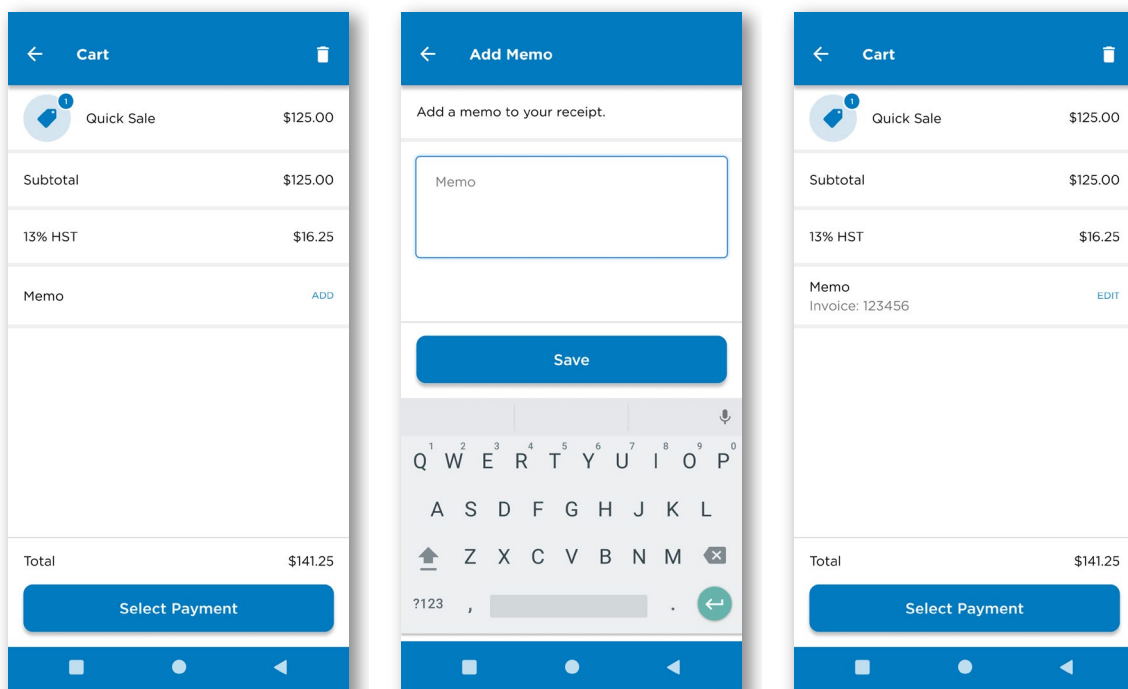 Cart
1
Quick Sale $125.00
Subtotal $125.00
13% HST $16.25
Memo ADD
Total $141.25
Select Payment
Add Memo
Add a memo to your receipt.
Memo
Save
1 2 3 4 5 6 7 8 9 0
Q W E R T Y U I O P
A S D F G H J K L
Z X C V B N M
?123 , .
Cart
1
Quick Sale $125.00
Subtotal $125.00
13% HST $16.25
Memo
Invoice: 123456 EDIT
Total $141.25
Select Payment